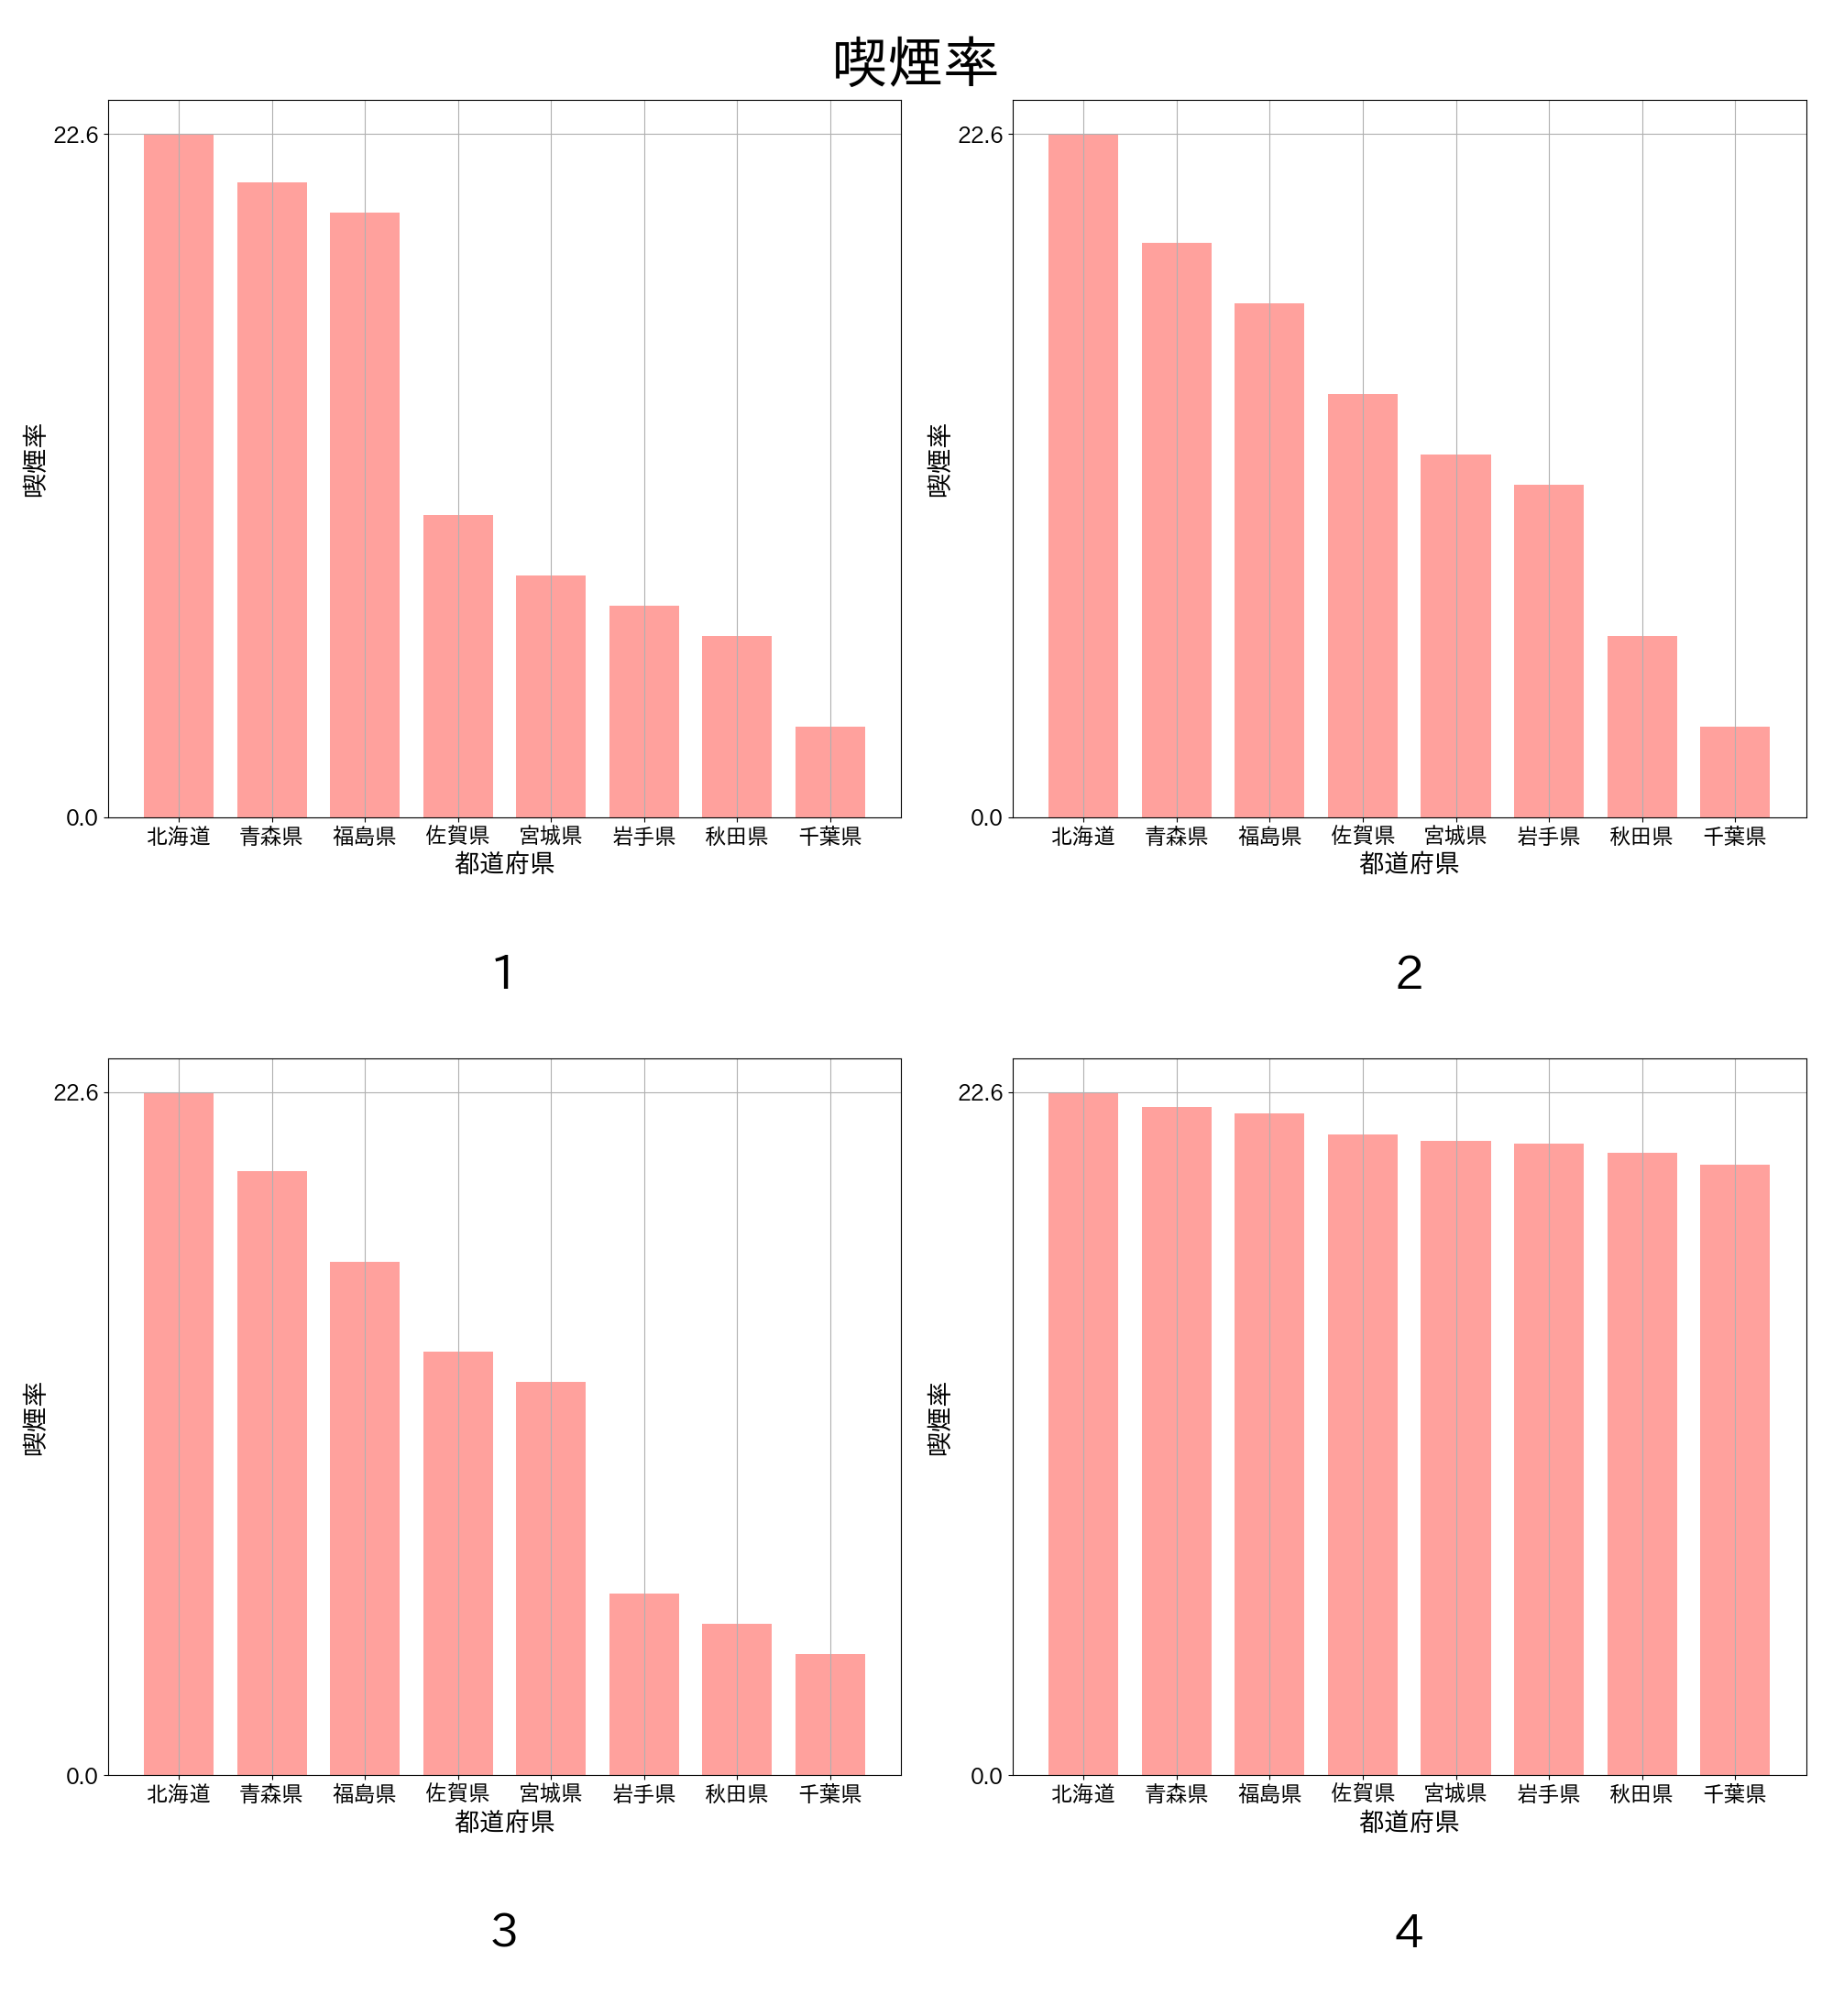 喫煙率
22.6
喫煙率
0.0
北海道 青森県 福島県 佐賀県 宮城県 岩手県 秋田県 千葉県
都道府県
1
22.6
喫煙率
0.0
北海道 青森県 福島県 佐賀県 宮城県 岩手県 秋田県 千葉県
都道府県
2
22.6
喫煙率
0.0
北海道 青森県 福島県 佐賀県 宮城県 岩手県 秋田県 千葉県
都道府県
3
22.6
喫煙率
0.0
北海道 青森県 福島県 佐賀県 宮城県 岩手県 秋田県 千葉県
都道府県
4